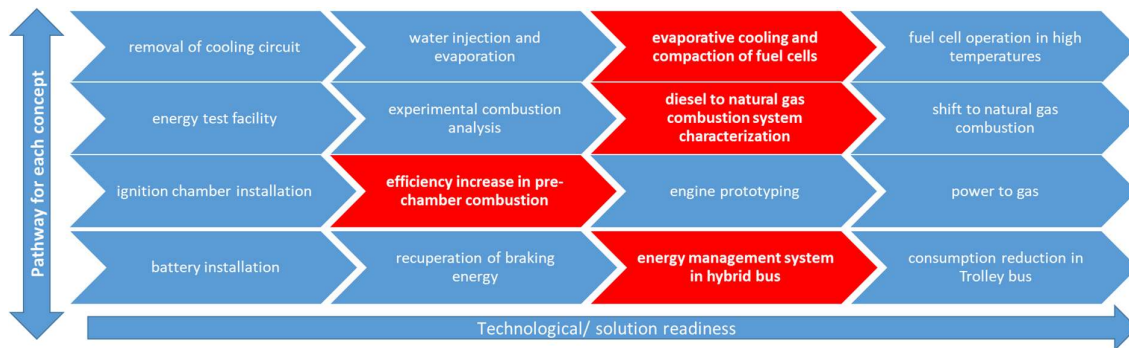 Pathway for each concept
removal of cooling circuit
water injection and
evaporation
evaporative cooling and
compaction of fuel cells
fuel cell operation in high
temperatures
energy test facility
experimental combustion
analysis
diesel to natural gas
combustion system
characterization
shift to natural gas
combustion
ignition chamber installation
efficiency increase in pre-
chamber combustion
engine prototyping
power to gas
battery installation
recuperation of braking
energy
energy management system
in hybrid bus
consumption reduction in
Trolley bus
Technological/ solution readiness